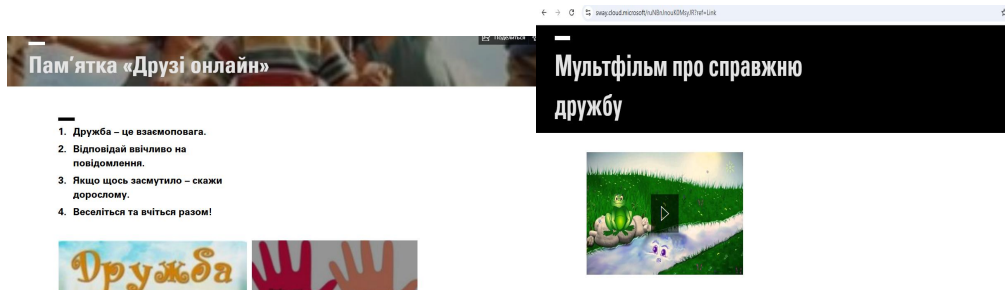 Поделиться
Пам’ятка «Друзі онлайн»
1. Дружба – це взаємоповага.
2. Відповідай ввічливо на
повідомлення.
3. Якщо щось засмутило – скажи
дорослому.
4. Веселіться та вчіться разом!
Дружба
Мультфільм про справжню
дружбу